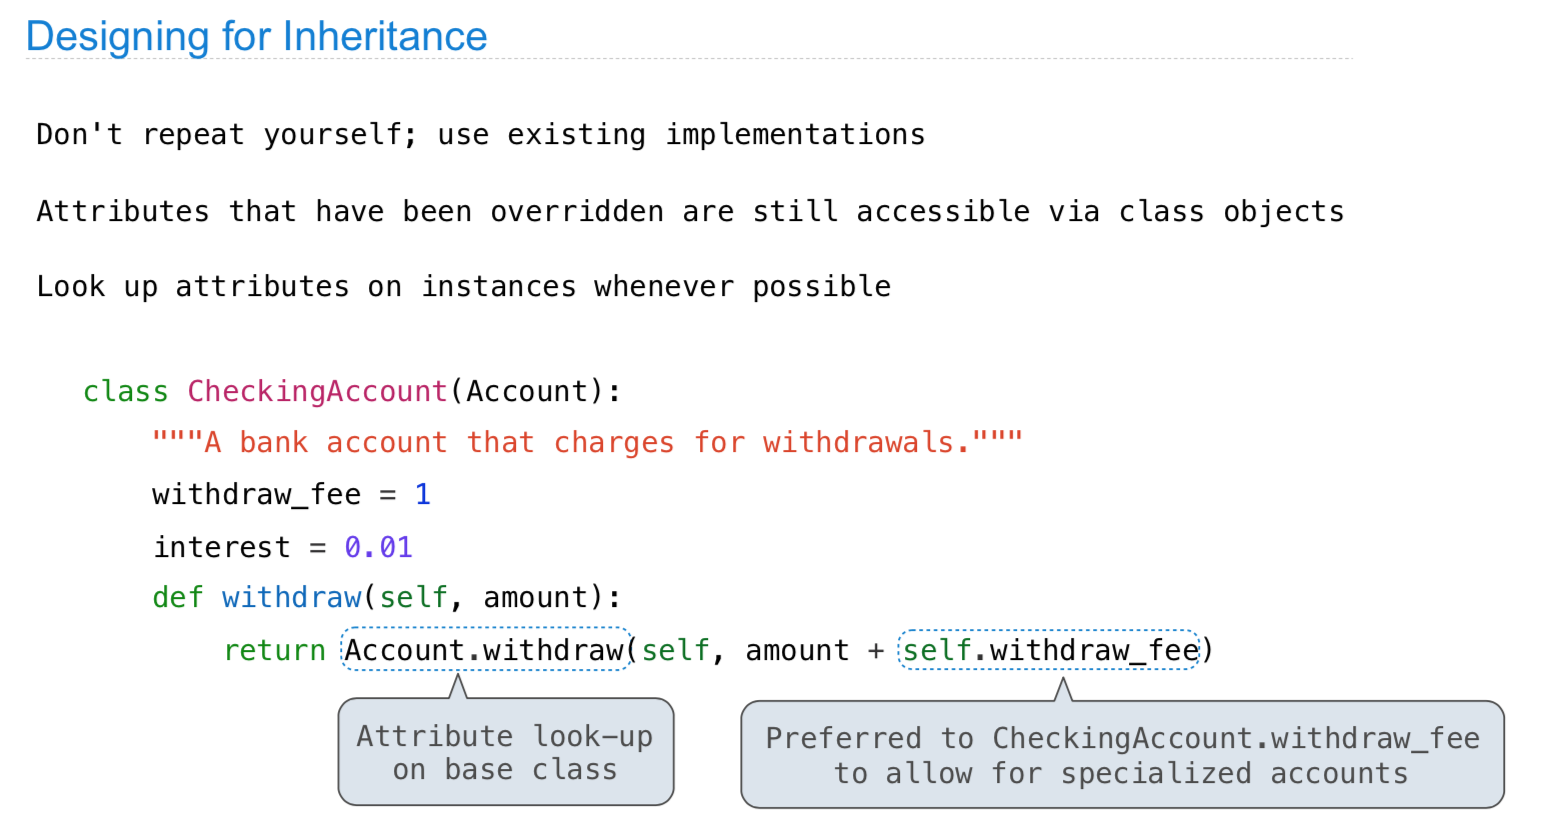 Designing for Inheritance
Don't repeat yourself; use existing implementations
Attributes that have been overridden are still accessible via class objects
Look up attributes on instances whenever possible
class CheckingAccount(Account):
"""A bank account that charges for withdrawals."""
withdraw_fee = 1
interest = 0.01
def withdraw(self, amount):
return Account.withdraw(self, amount + self.withdraw_fee)
Attribute look-up
on base class
Preferred to CheckingAccount.withdraw_fee
to allow for specialized accounts